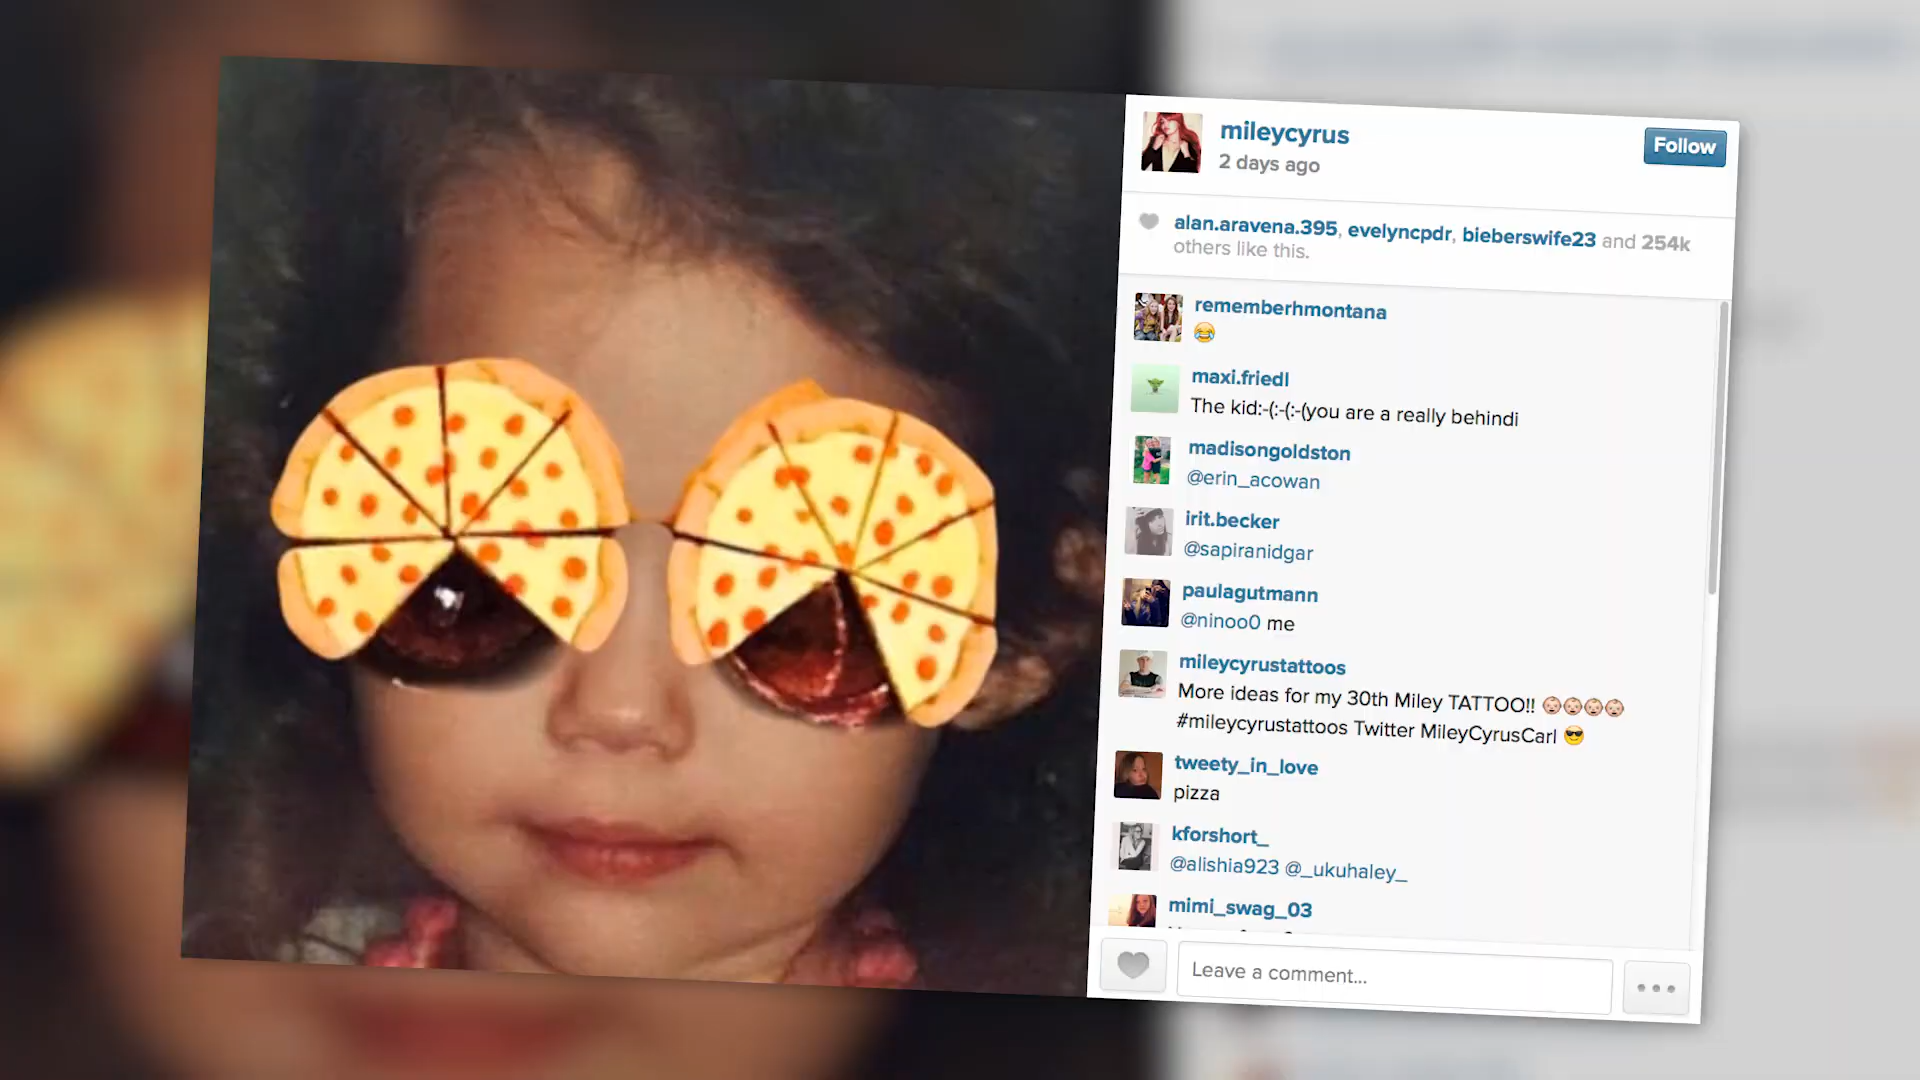 mileycyrus
2 days ago
Follow
alan.aravena.395, evelyncpdr, bieberswife23 and 254k
others like this.
rememberhmontana
😂
maxi.friedl
The kid:-(:-(:-(you are a really behindi
madisongoldston
@erin_acowan
irit.becker
@sapiranidgar
paulagutmann
@ninoo0 me
mileycyrustattoos
More ideas for my 30th Miley TATTOO!! 👶👶👶👶
#mileycyrustattoos Twitter MileyCyrusCarl 😎
tweety_in_love
pizza
kforshort_
@alishia923 @_ukuhaley_
mimi_swag_03
Leave a comment...